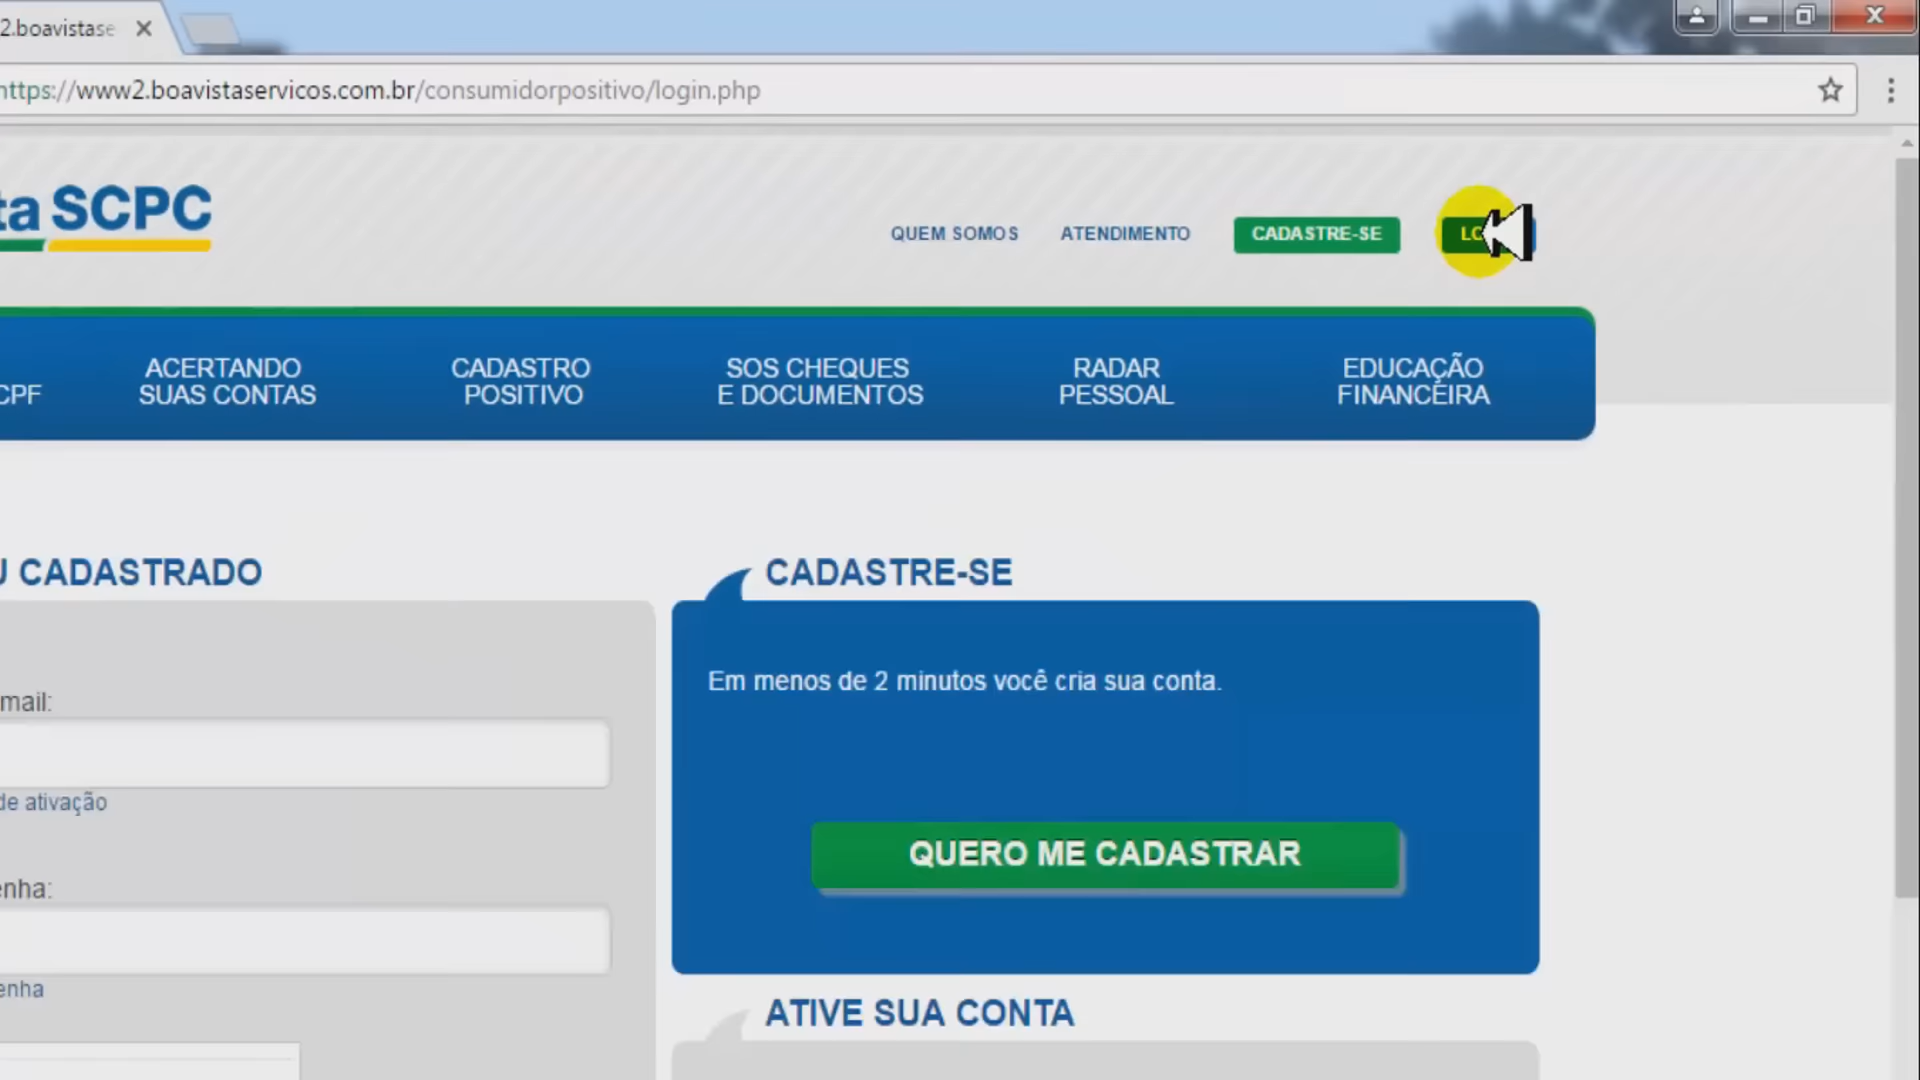 2.boavistase
https://www2.boavistaservicos.com.br/consumidorpositivo/login.php
ta SCPC
QUEM SOMOS
ATENDIMENTO
CADASTRE-SE
CPF
ACERTANDO
SUAS CONTAS
CADASTRO
POSITIVO
SOS CHEQUES
E DOCUMENTOS
RADAR
PESSOAL
EDUCAÇÃO
FINANCEIRA
U CADASTRADO
mail:
de ativação
enha:
enha
CADASTRE-SE
Em menos de 2 minutos você cria sua conta.
QUERO ME CADASTRAR
ATIVE SUA CONTA